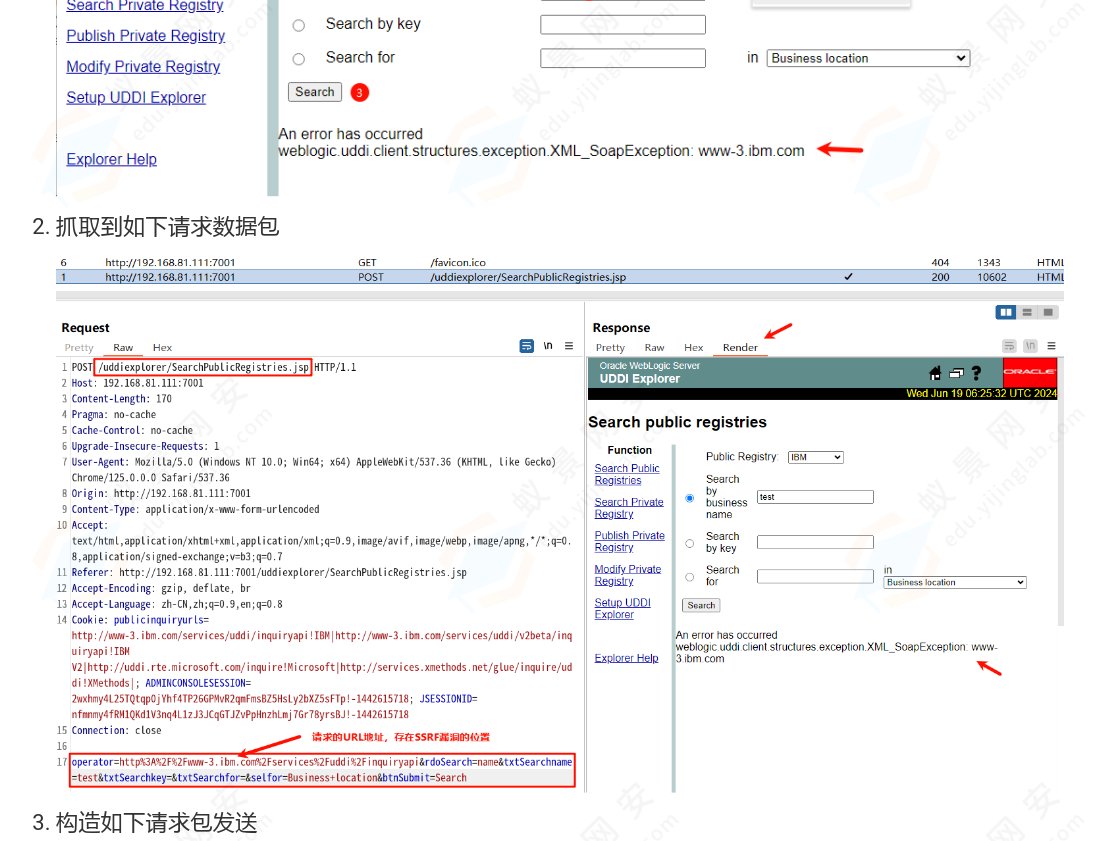 Search Private Registry
Publish Private Registry
Modify Private Registry
Setup UDDI Explorer
Explorer Help
Search by key
Search for
in Business location
Search 3
An error has occurred
weblogic.uddi.client.structures.exception.XML_SoapException: www-3.ibm.com
2. 抓取到如下请求数据包
6 http://192.168.81.111:7001 GET /favicon.ico 404 1343 HTML
1 http://192.168.81.111:7001 POST /uddiexplorer/SearchPublicRegistries.jsp ✓ 200 10602 HTML
Request
Pretty Raw Hex
\n
1 POST /uddiexplorer/SearchPublicRegistries.jsp HTTP/1.1
2 Host: 192.168.81.111:7001
3 Content-Length: 170
4 Pragma: no-cache
5 Cache-Control: no-cache
6 Upgrade-Insecure-Requests: 1
7 User-Agent: Mozilla/5.0 (Windows NT 10.0; Win64; x64) AppleWebKit/537.36 (KHTML, like Gecko)
Chrome/125.0.0.0 Safari/537.36
8 Origin: http://192.168.81.111:7001
9 Content-Type: application/x-www-form-urlencoded
10 Accept:
text/html,application/xhtml+xml,application/xml;q=0.9,image/avif,image/webp,image/apng,*/*;q=0.
8,application/signed-exchange;v=b3;q=0.7
11 Referer: http://192.168.81.111:7001/uddiexplorer/SearchPublicRegistries.jsp
12 Accept-Encoding: gzip, deflate, br
13 Accept-Language: zh-CN,zh;q=0.9,en;q=0.8
14 Cookie: publicinquiryurls=
http://www-3.ibm.com/services/uddi/inquiryapi!IBM|http://www-3.ibm.com/services/uddi/v2beta/inq
uiryapi!IBM
V2|http://uddi.rte.microsoft.com/inquire!Microsoft|http://services.xmethods.net/glue/inquire/ud
di!XMethods|; ADMINCONSOLESESSION=
2wxhmy4L25TQtqp0jYhf4TP26GPMvR2qmFmsBZ5HsLy2bXZ5sFTp!-1442615718; JSESSIONID=
nfmnmy4fRM1QKd1V3nq4L1zJ3JCqGTJZvPpHnzhLmj7Gr78yrsBJ!-1442615718
15 Connection: close
请求的URL地址，存在SSRF漏洞的位置
16
17 operator=http%3A%2F%2Fwww-3.ibm.com%2Fservices%2Fuddi%2Finquiryapi&rdoSearch=name&txtSearchname
=test&txtSearchkey=&txtSearchfor=&selfor=Business+location&btnSubmit=Search
Response
Pretty Raw Hex Render
\n
Oracle WebLogic Server
UDDI Explorer
?
ORACLE
Wed Jun 19 06:25:32 UTC 2024
Search public registries
Function
Search Public
Registries
Search Private
Registry
Publish Private
Registry
Modify Private
Registry
Setup UDDI
Explorer
Explorer Help
Public Registry: IBM
Search
by
business
name
test
Search
by key
Search
for
in
Business location
Search
An error has occurred
weblogic.uddi.client.structures.exception.XML_SoapException: www-
3.ibm.com
3. 构造如下请求包发送